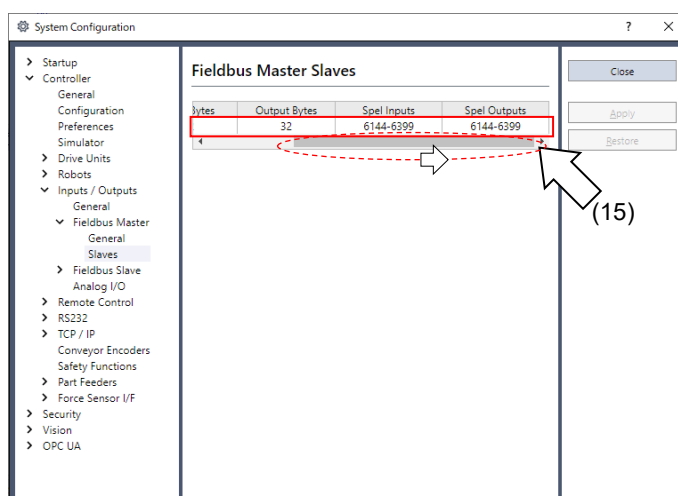 System Configuration
?
Startup
Controller
General
Configuration
Preferences
Simulator
Drive Units
Robots
Inputs / Outputs
General
Fieldbus Master
General
Slaves
Fieldbus Slave
Analog I/O
Remote Control
RS232
TCP / IP
Conveyor Encoders
Safety Functions
Part Feeders
Force Sensor I/F
Security
Vision
OPC UA
Fieldbus Master Slaves
Bytes Output Bytes Spel Inputs Spel Outputs
32 6144-6399 6144-6399
(15)
Close
Apply
Restore